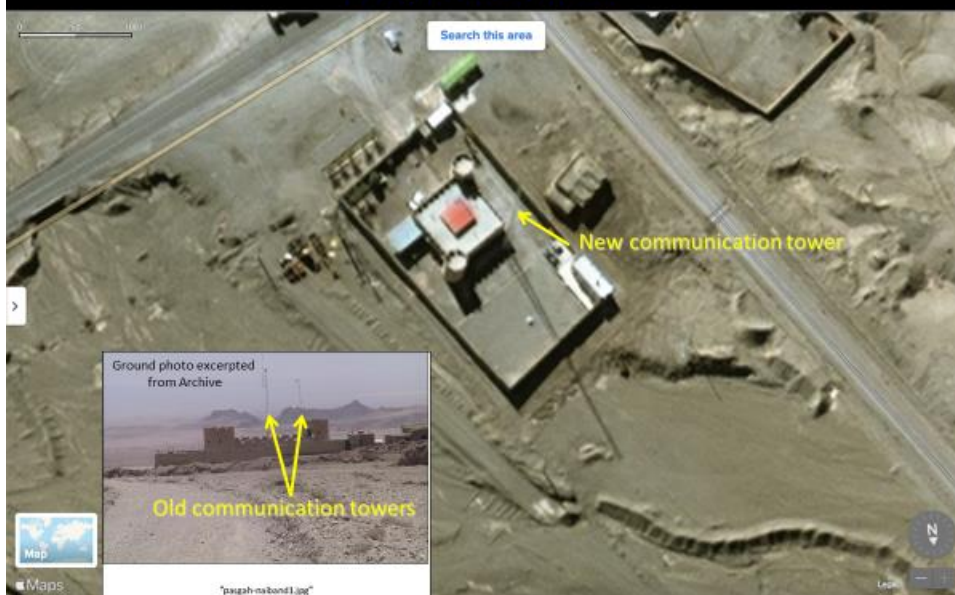 Search this area
New communication tower
Ground photo excerpted
from Archive
Old communication towers
Map
N
Maps
Legal
"pasgah-naiband1.jpg"